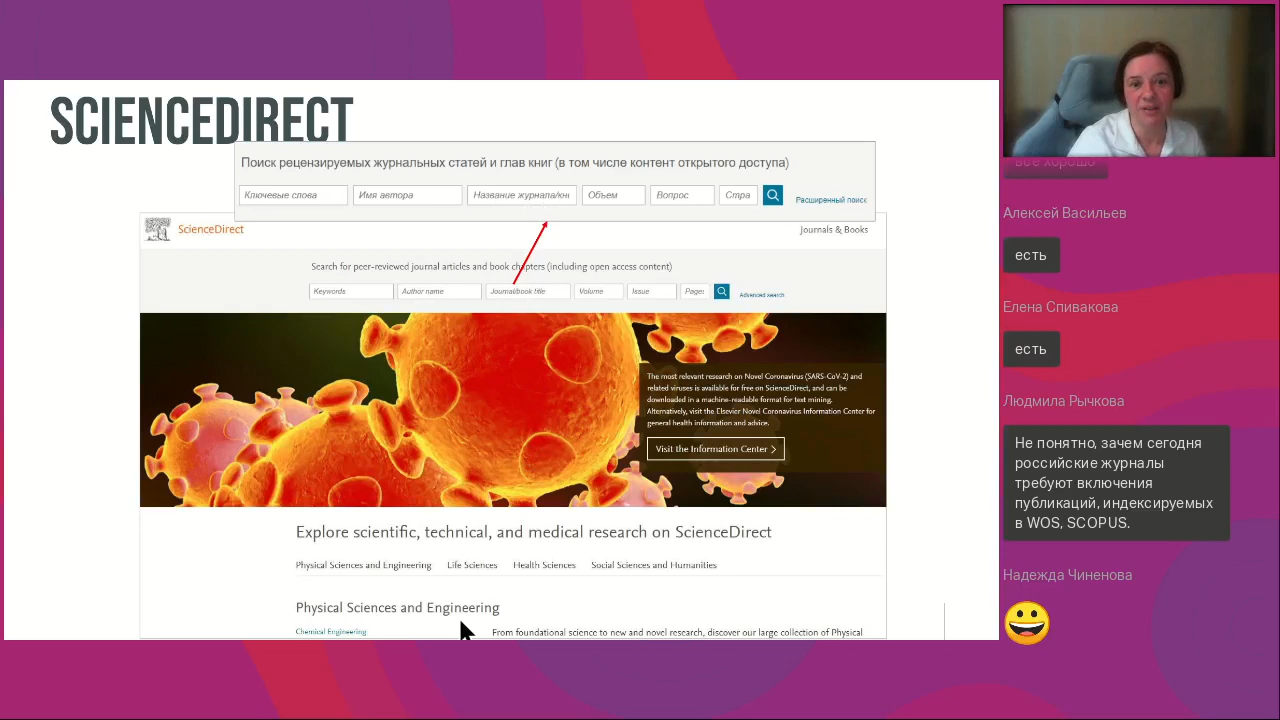 SCIENCEDIRECT
Поиск рецензируемых журнальных статей и глав книг (в том числе контент открытого доступа)
Ключевые слова Имя автора Название журнала/кни Объем Вопрос Стра Расширенный поиск
ScienceDirect Journals & Books
Search for peer-reviewed journal articles and book chapters (including open access content)
Keywords Author name Journal/book title Volume Issue Pages Advanced search
The most relevant research on Novel Coronavirus (SARS-CoV-2) and
related viruses is available for free on ScienceDirect, and can be
downloaded in a machine-readable format for text mining.
Alternatively, visit the Elsevier Novel Coronavirus Information Center for
general health information and advice.
Visit the Information Center
Explore scientific, technical, and medical research on ScienceDirect
Physical Sciences and Engineering Life Sciences Health Sciences Social Sciences and Humanities
Physical Sciences and Engineering
Chemical Engineering From foundational science to new and novel research, discover our large collection of Physical
все хорошо
Алексей Васильев
есть
Елена Спивакова
есть
Людмила Рычкова
Не понятно, зачем сегодня
российские журналы
требуют включения
публикаций, индексируемых
в WOS, SCOPUS.
Надежда Чиненова